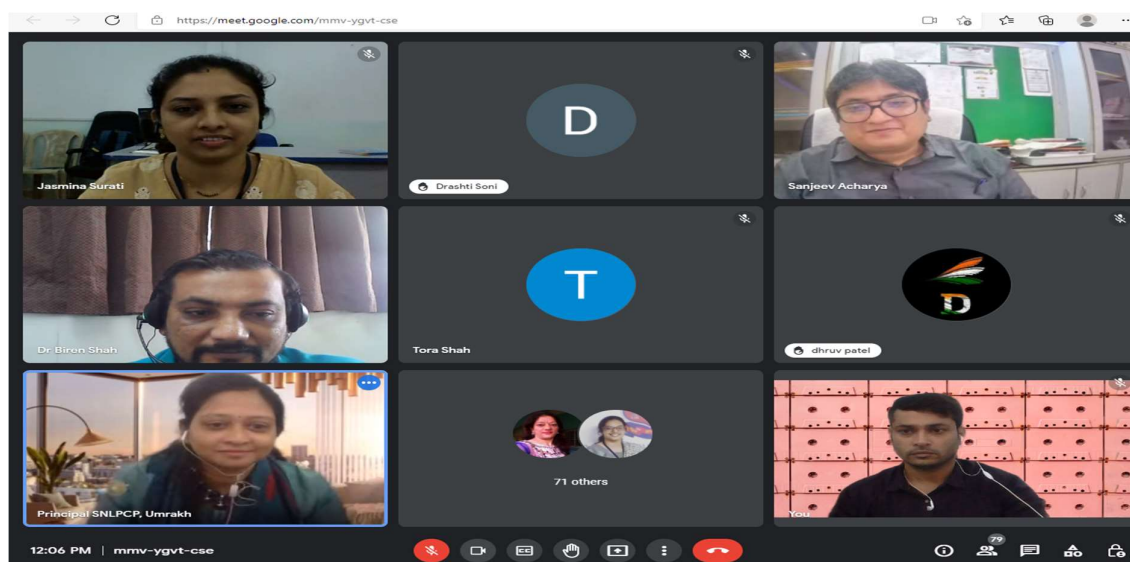 https://meet.google.com/mmv-ygvt-cse
Jasmina Surati
D
Drashti Soni
Sanjeev Acharya
Dr Biren Shah
T
Tora Shah
D
dhruv patel
Principal SNLPCP, Umrakh
71 others
You
12:06 PM | mmv-ygvt-cse
CC
79